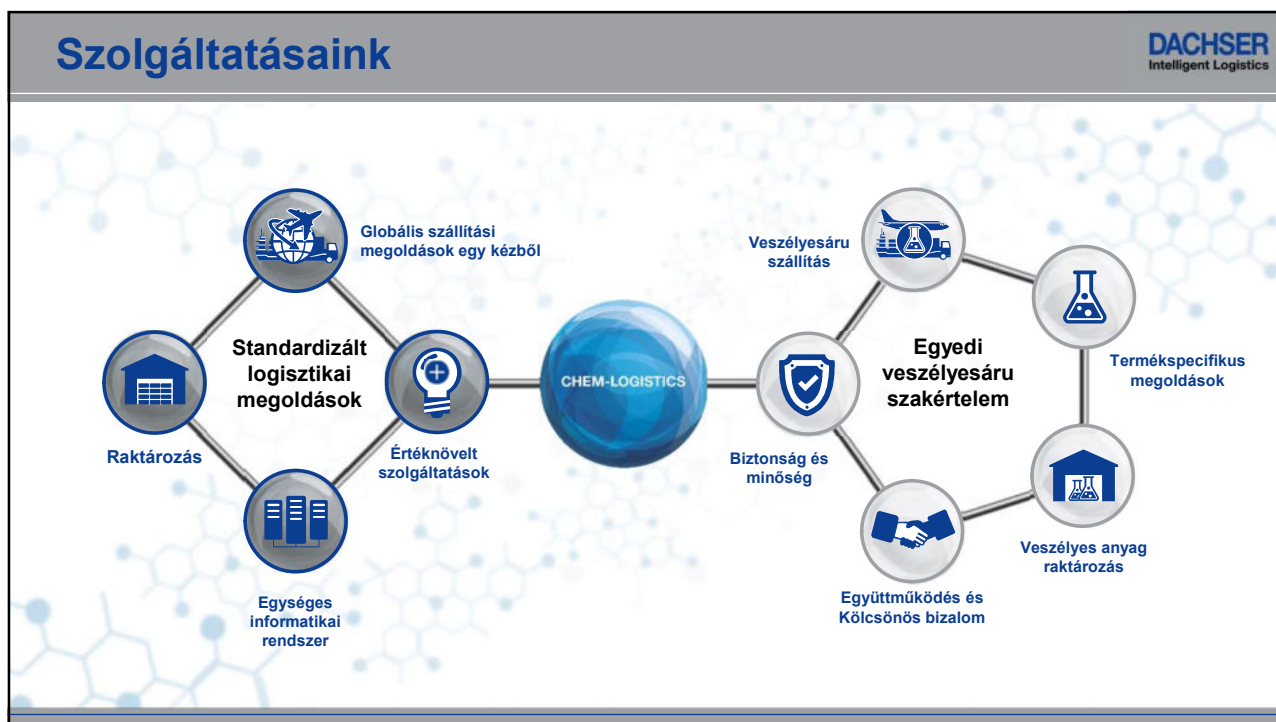 Szolgáltatásaink
DACHSER
Intelligent Logistics
Globális szállítási
megoldások egy kézből
Standardizált
logisztikai
megoldások
Raktározás
Értéknövelt
szolgáltatások
Egységes
informatikai
rendszer
CHEM-LOGISTICS
Veszélyesáru
szállítás
Egyedi
veszélyesáru
szakértelem
Termékspecifikus
megoldások
Biztonság és
minőség
Veszélyes anyag
raktározás
Együttműködés és
Kölcsönös bizalom